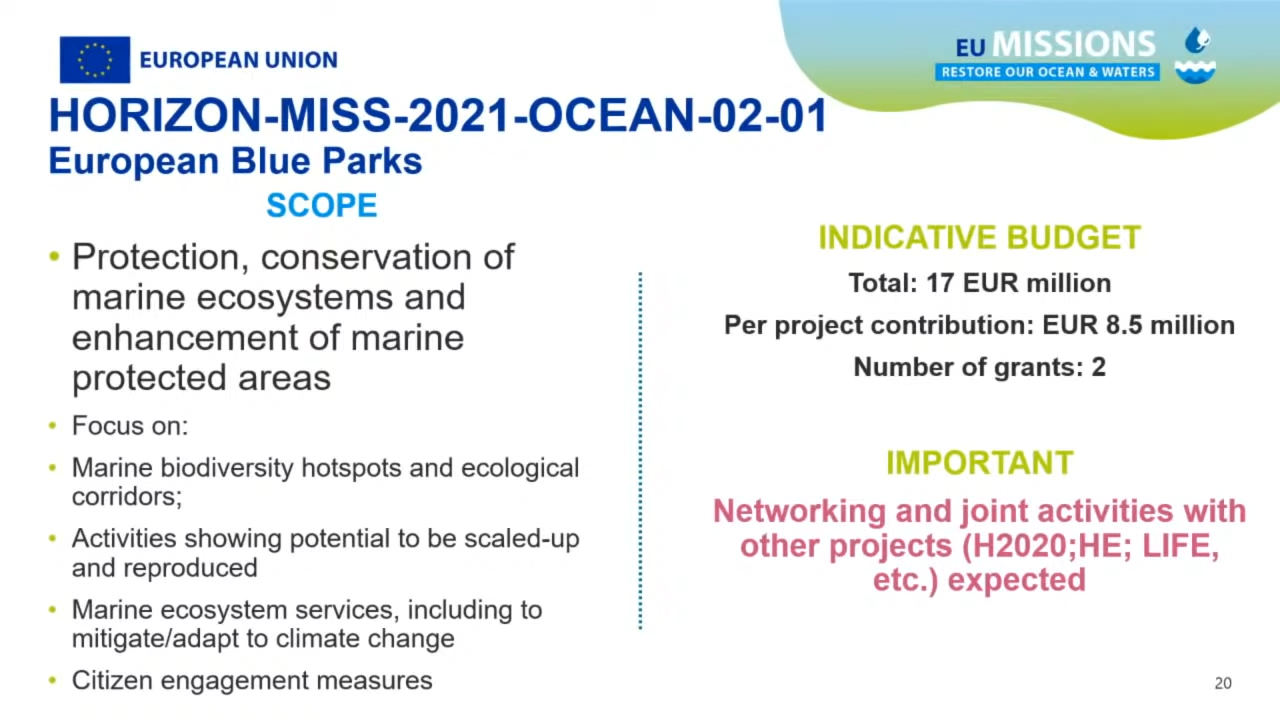 EUROPEAN UNION
EU MISSIONS
RESTORE OUR OCEAN & WATERS
HORIZON-MISS-2021-OCEAN-02-01
European Blue Parks
SCOPE
• Protection, conservation of
marine ecosystems and
enhancement of marine
protected areas
• Focus on:
• Marine biodiversity hotspots and ecological
corridors;
• Activities showing potential to be scaled-up
and reproduced
• Marine ecosystem services, including to
mitigate/adapt to climate change
• Citizen engagement measures
INDICATIVE BUDGET
Total: 17 EUR million
Per project contribution: EUR 8.5 million
Number of grants: 2
IMPORTANT
Networking and joint activities with
other projects (H2020;HE; LIFE,
etc.) expected
20